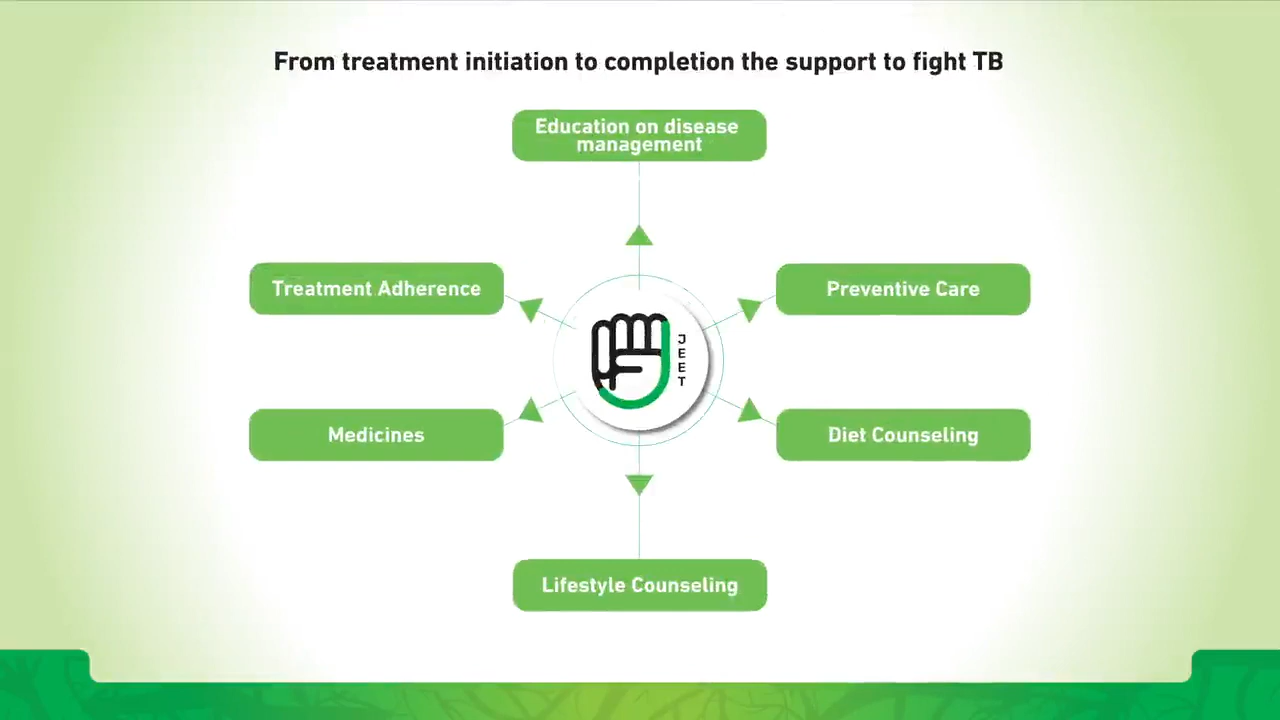 From treatment initiation to completion the support to fight TB
Education on disease
management
Treatment Adherence
Preventive Care
JEET
Medicines
Diet Counseling
Lifestyle Counseling